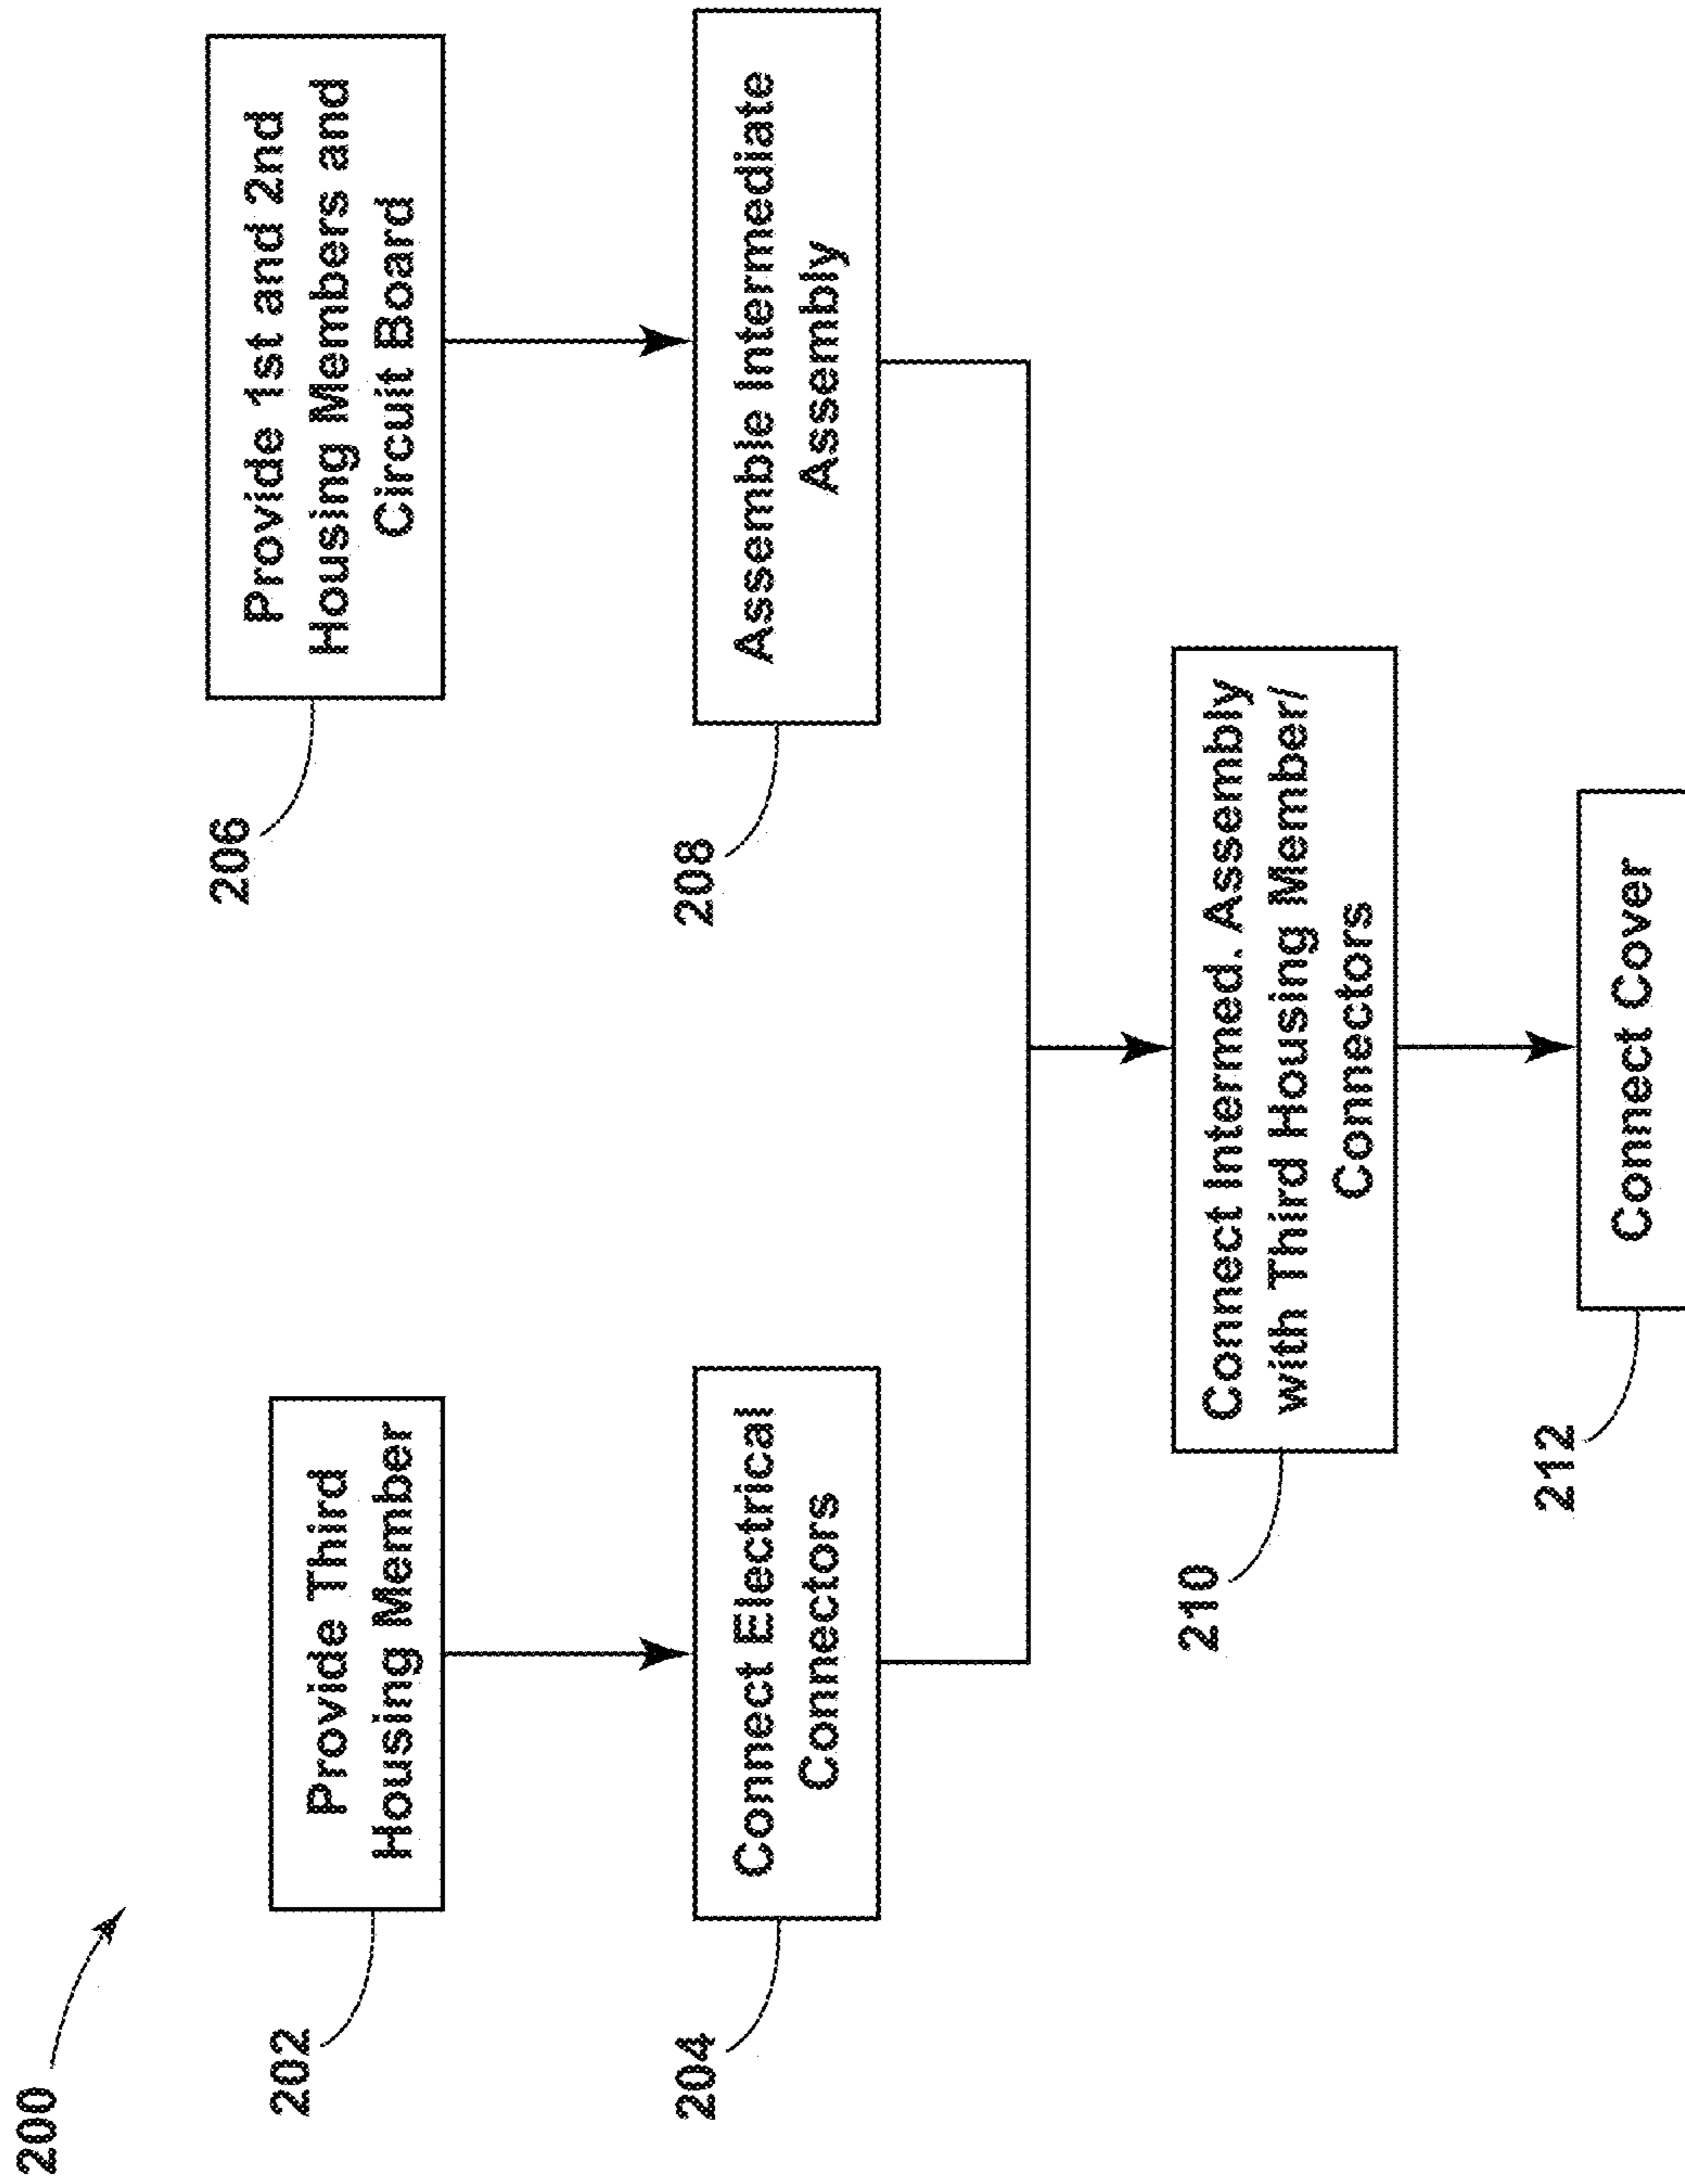 200
202
Provide Third
Housing Member
204
Connect Electrical
Connectors
206
Provide 1st and 2nd
Housing Members and
Circuit Board
208
Assemble Intermediate
Assembly
210
Connect Intermed. Assembly
with Third Housing Member/
Connectors
212
Connect Cover